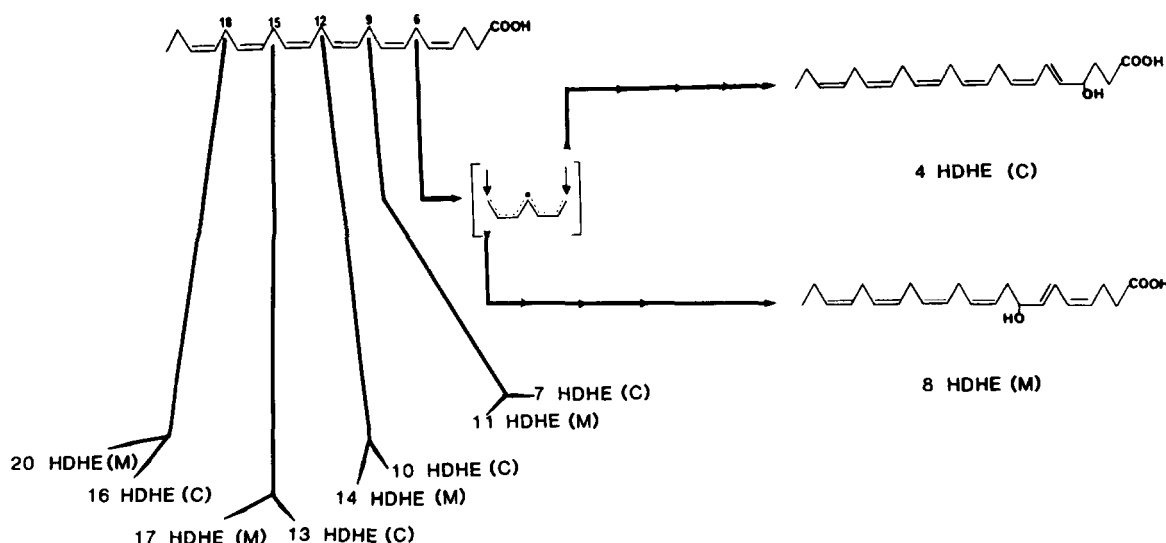 18 15 12 9 6
COOH
COOH
OH
4 HDHE (C)
COOH
HO
8 HDHE (M)
7 HDHE (C)
11 HDHE (M)
10 HDHE (C)
14 HDHE (M)
20 HDHE (M)
16 HDHE (C)
17 HDHE (M)
13 HDHE (C)